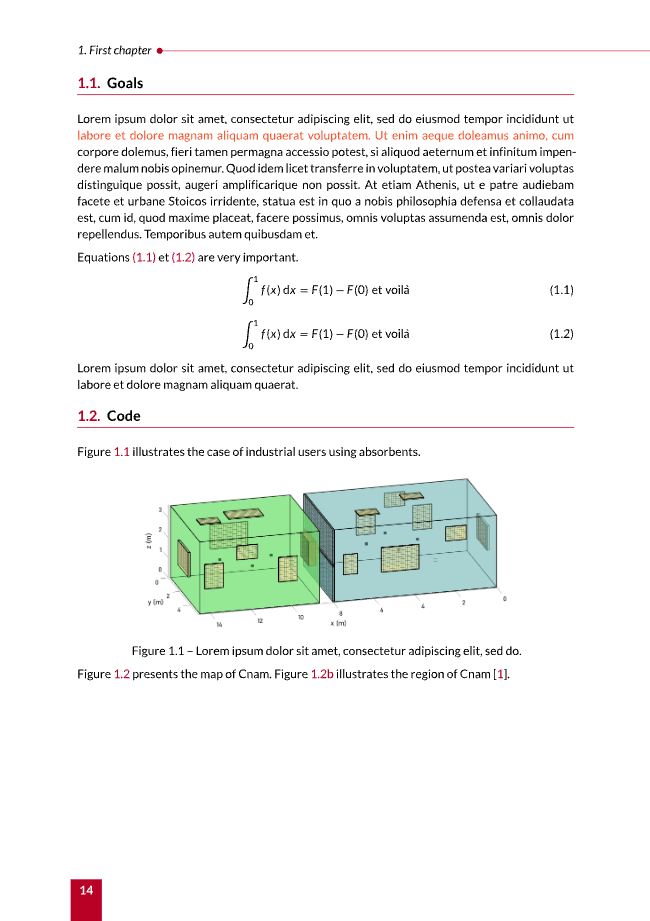 1. First chapter
1.1. Goals
Lorem ipsum dolor sit amet, consectetur adipiscing elit, sed do eiusmod tempor incididunt ut
labore et dolore magnam aliquam quaerat voluptatem. Ut enim aeque doleamus animo, cum
corpore dolemus, fieri tamen permagna accessio potest, si aliquod aeternum et infinitum impen-
dere malum nobis opinemur. Quod idem licet transferre in voluptatem, ut postea variari voluptas
distinguique possit, augeri amplificarique non possit. At etiam Athenis, ut e patre audiebam
facete et urbane Stoicos irridente, statua est in quo a nobis philosophia defensa et collaudata
est, cum id, quod maxime placeat, facere possimus, omnis voluptas assumenda est, omnis dolor
repellendus. Temporibus autem quibusdam et.
Equations (1.1) et (1.2) are very important.
∫₀¹ f(x) dx = F(1) − F(0) et voilà (1.1)
∫₀¹ f(x) dx = F(1) − F(0) et voilà (1.2)
Lorem ipsum dolor sit amet, consectetur adipiscing elit, sed do eiusmod tempor incididunt ut
labore et dolore magnam aliquam quaerat.
1.2. Code
Figure 1.1 illustrates the case of industrial users using absorbents.
3
2
1
0
z (m)
0
2
4
y (m)
14
12
10
8
6
4
2
0
x (m)
Figure 1.1 – Lorem ipsum dolor sit amet, consectetur adipiscing elit, sed do.
Figure 1.2 presents the map of Cnam. Figure 1.2b illustrates the region of Cnam [1].
14